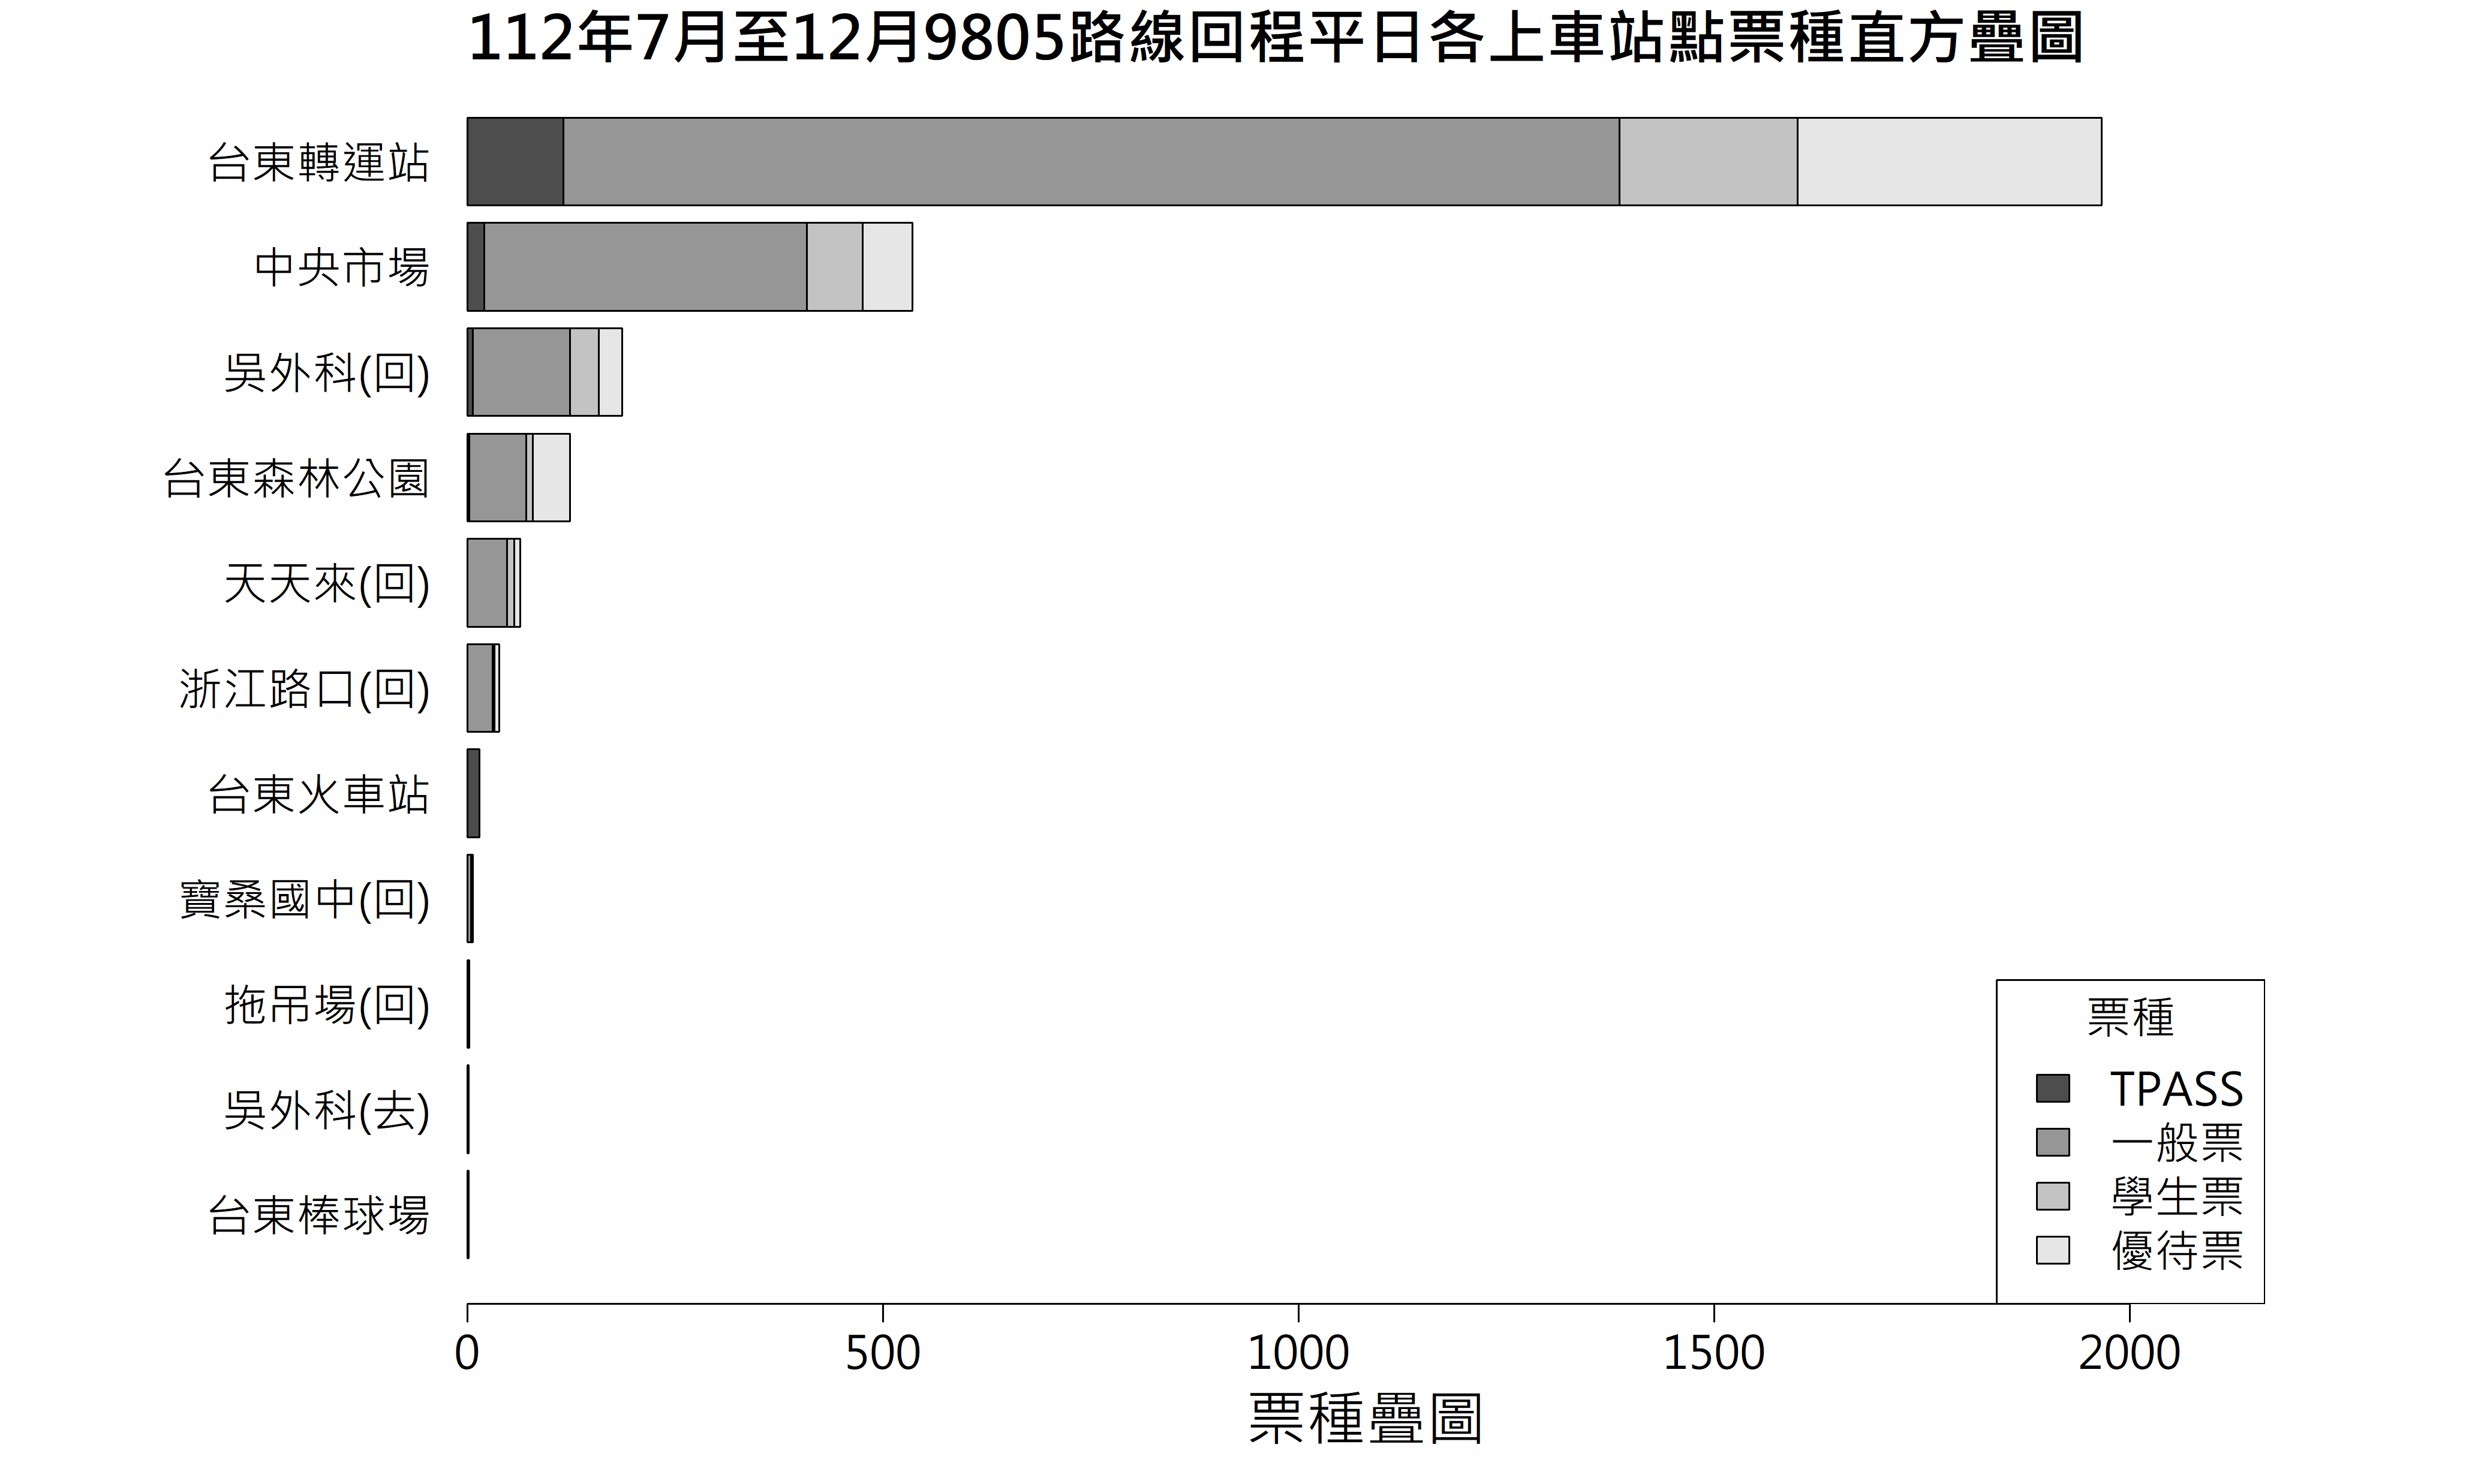 112年7月至12月9805路線回程平日各上車站點票種直方疊圖
台東轉運站
中央市場
吳外科(回)
台東森林公園
天天來(回)
浙江路口(回)
台東火車站
寶桑國中(回)
拖吊場(回)
吳外科(去)
台東棒球場
票種
TPASS
一般票
學生票
優待票
0 500 1000 1500 2000
票種疊圖